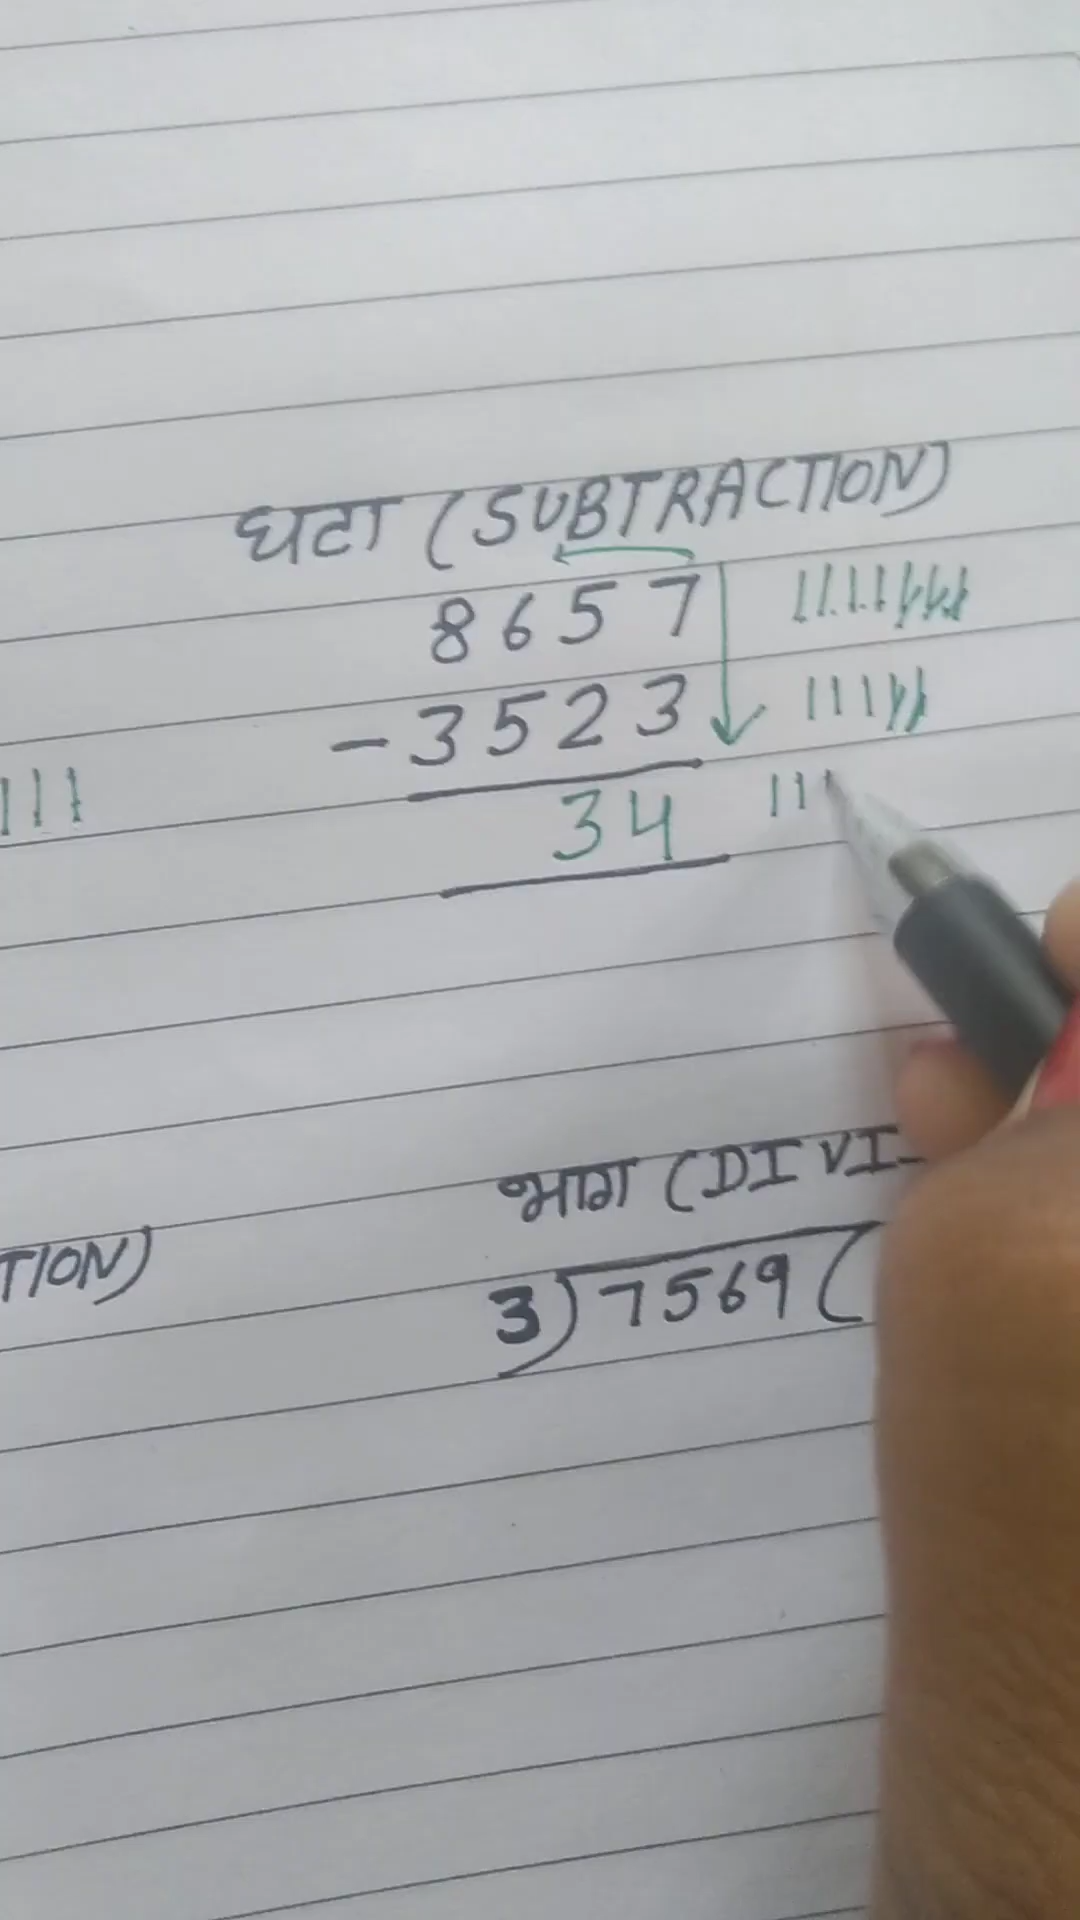 घटा (SUBTRACTION)
8657
-3523
34
TION)
भाग (DIVI-
3)7569(